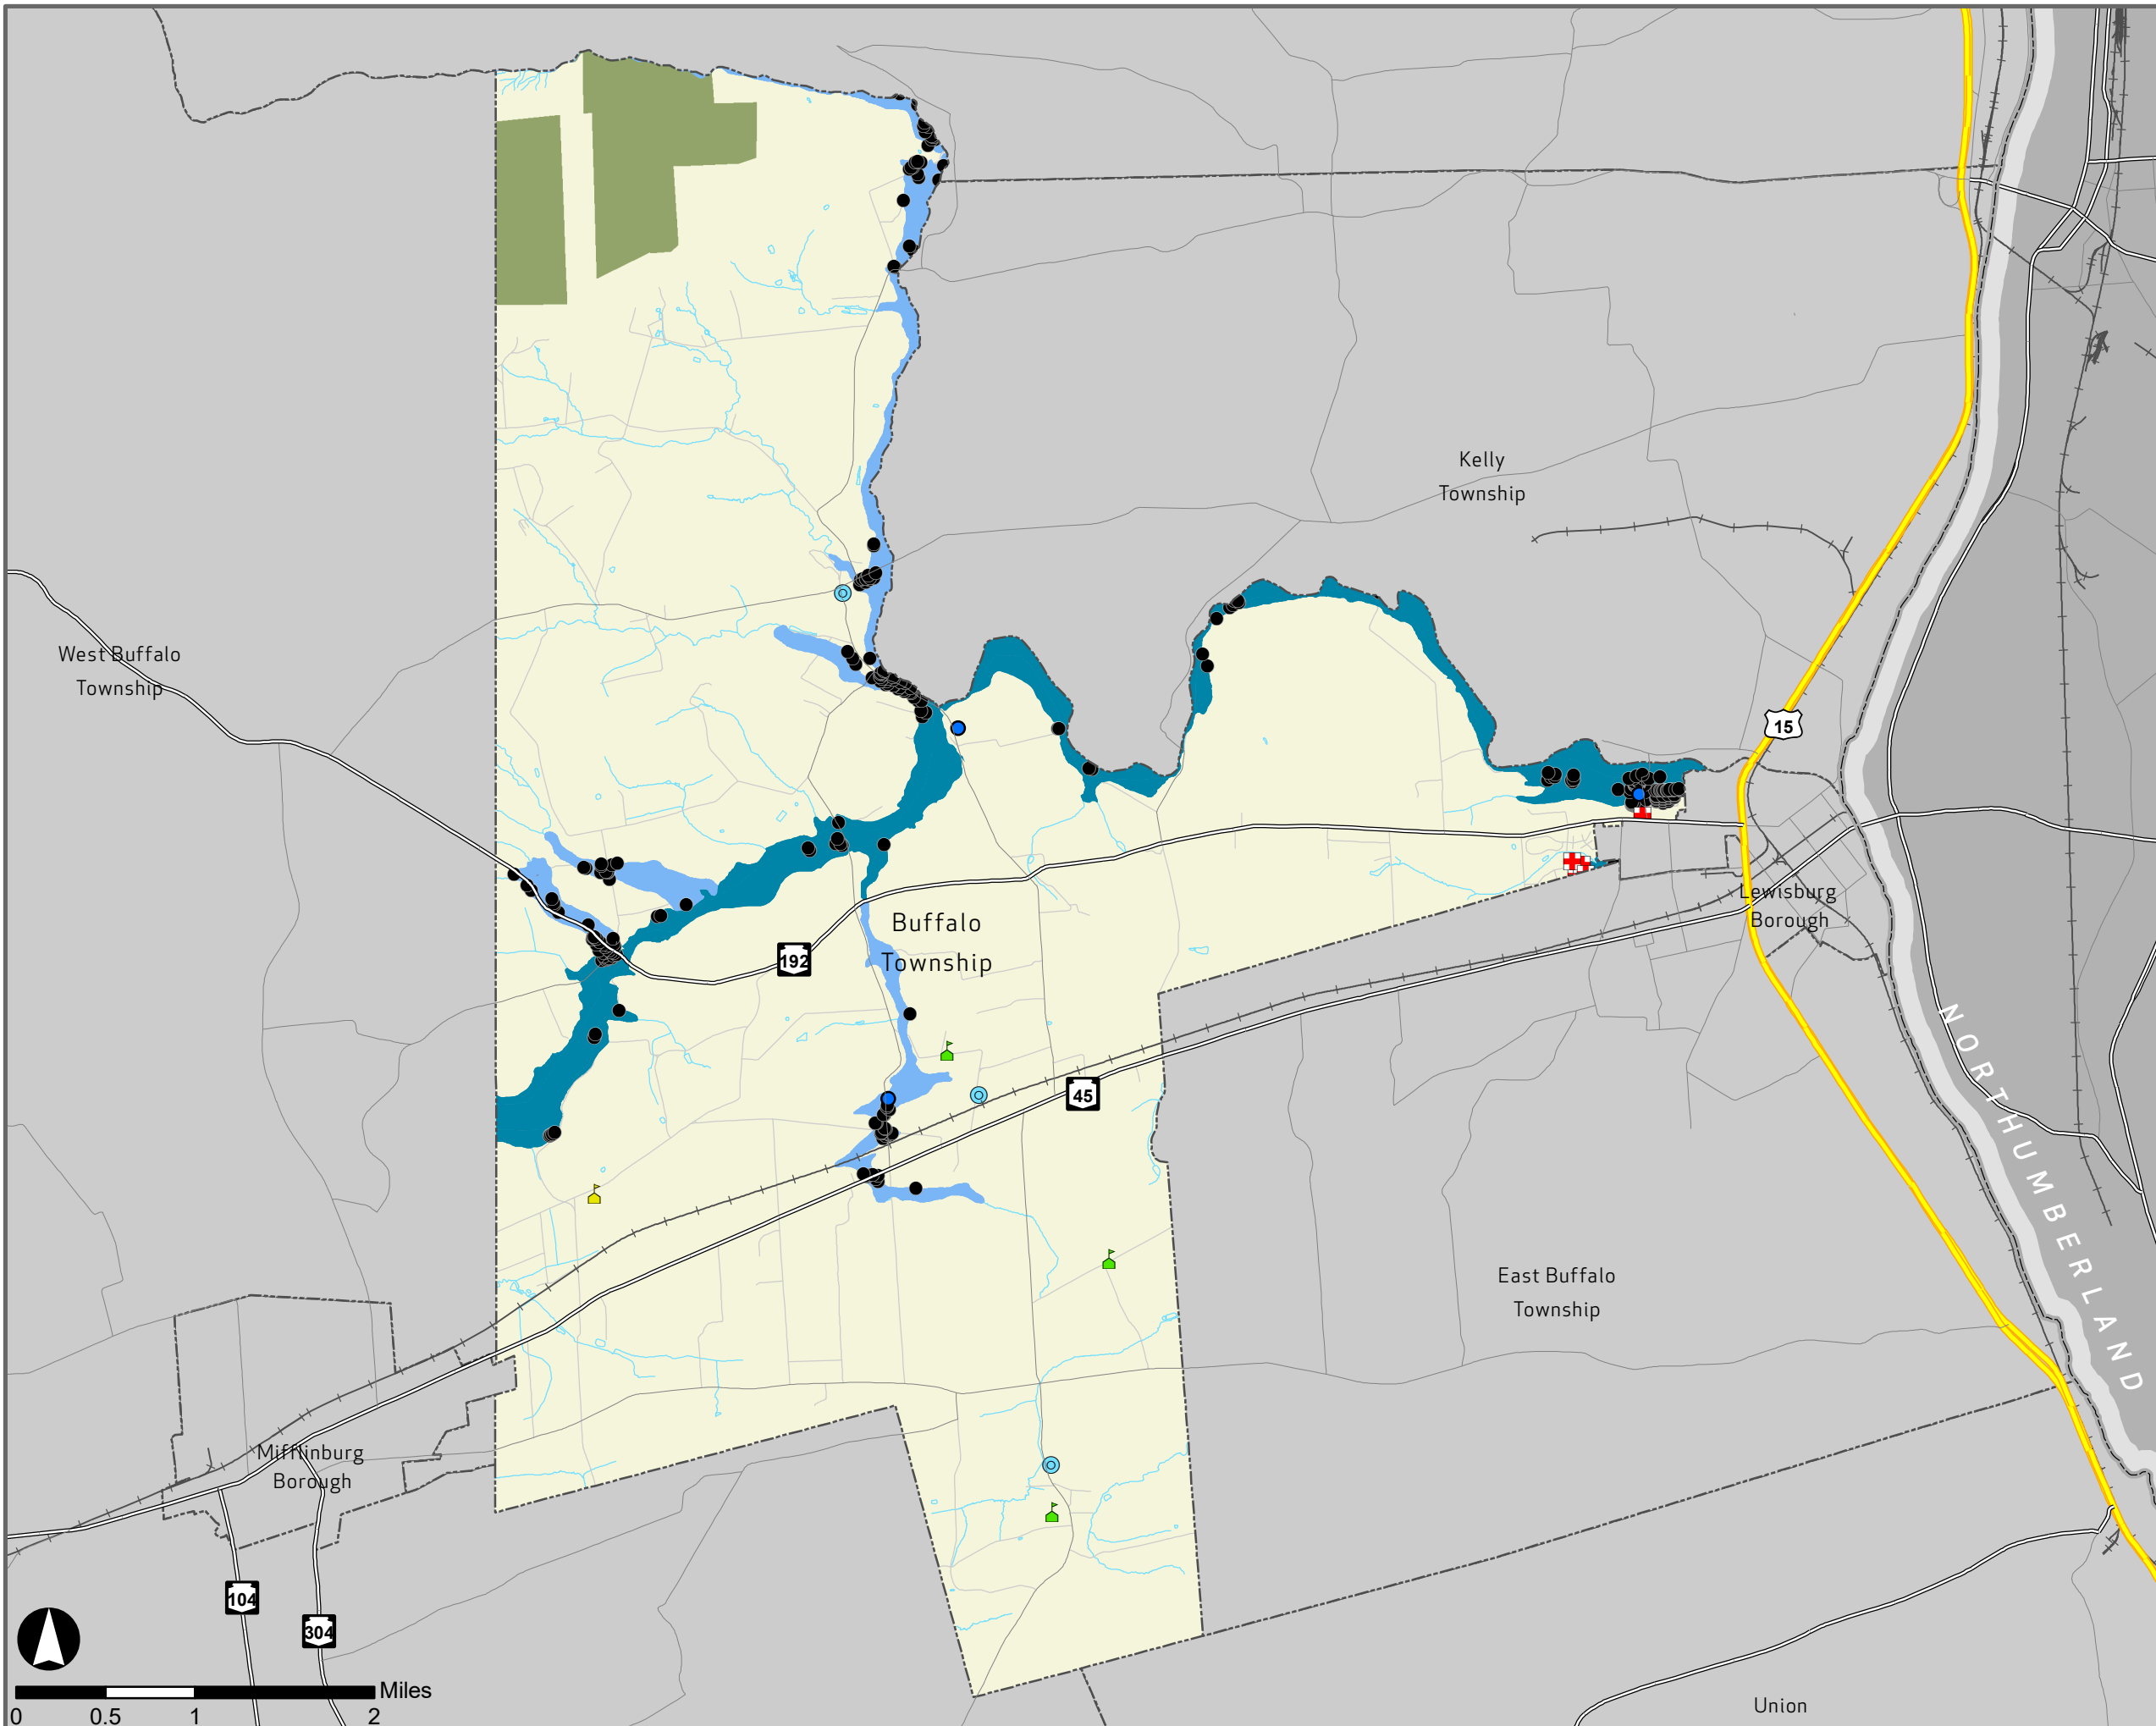 Kelly
Township
West Buffalo
Township
15
Lewisburg
Borough
Buffalo
Township
192
45
NORTHUMBERLAND
East Buffalo
Township
Mifflinburg
Borough
104
304
Miles
0 0.5 1 2
Union